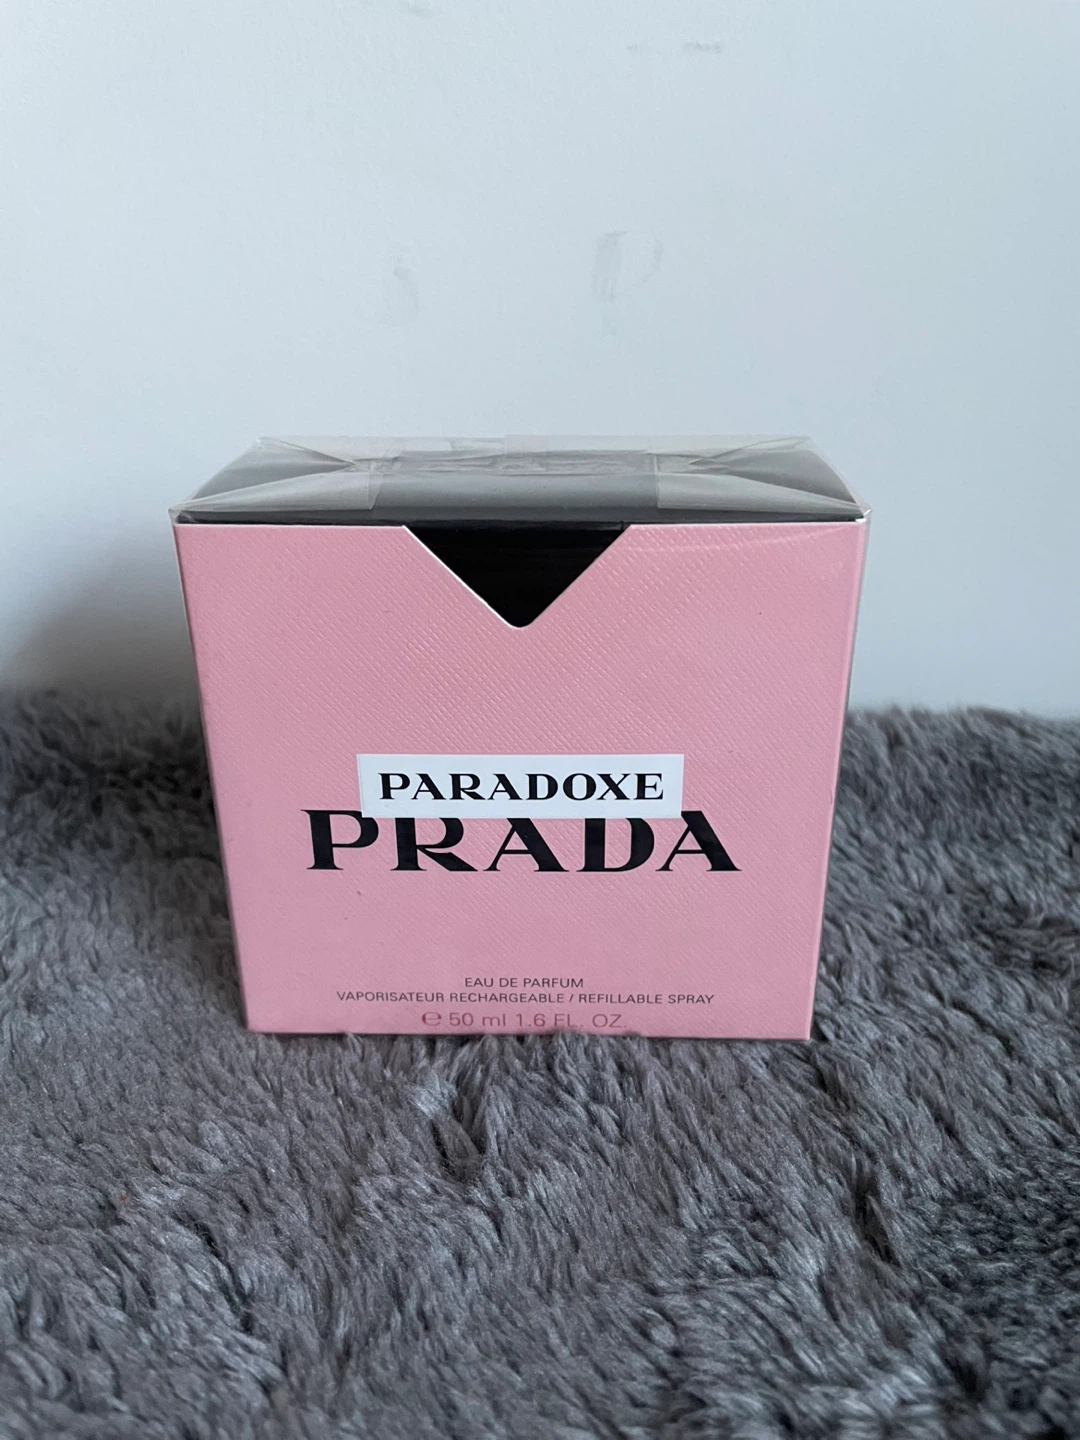 PARADOXE
PRADA
EAU DE PARFUM
VAPORISATEUR RECHARGEABLE / REFILLABLE SPRAY
℮ 50 ml 1.6 FL. OZ.